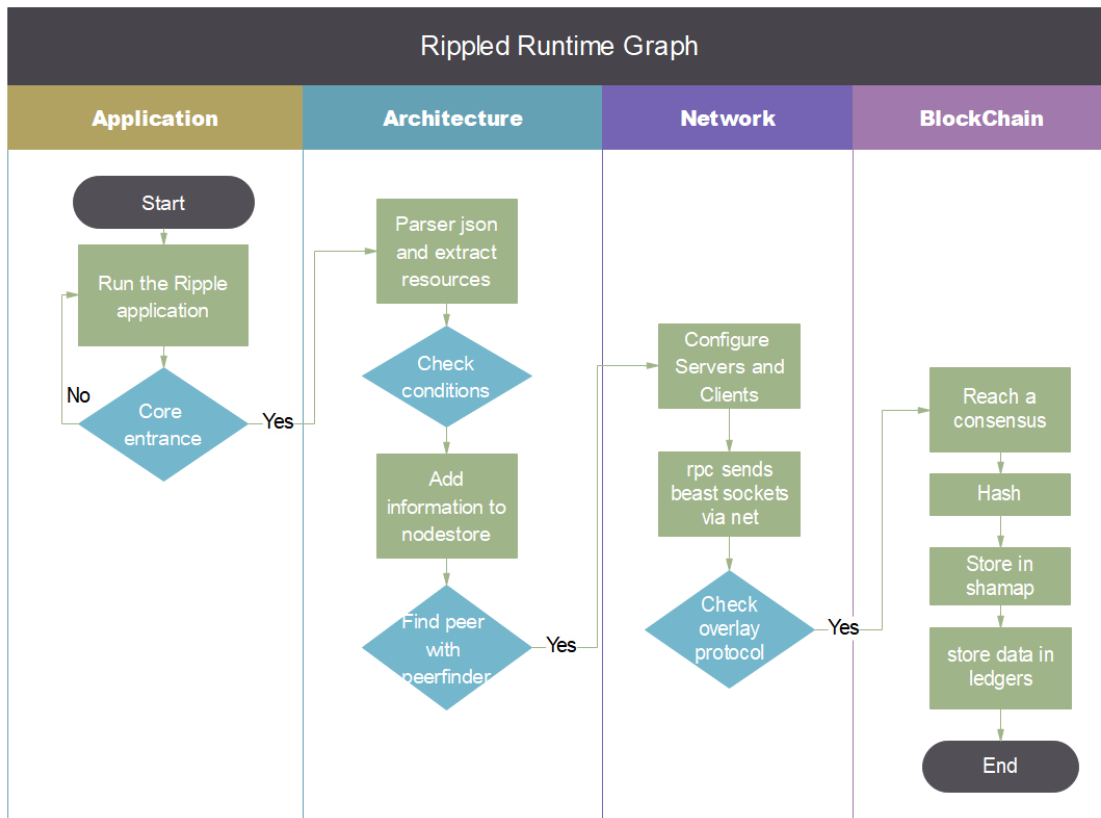 Rippled Runtime Graph
Application
Architecture
Network
BlockChain
Start
Run the Ripple
application
No
Core
entrance
Yes
Parser json
and extract
resources
Check
conditions
Add
information to
nodestore
Find peer
with
peerfinder
Yes
Configure
Servers and
Clients
rpc sends
beast sockets
via net
Check
overlay
protocol
Yes
Reach a
consensus
Hash
Store in
shamap
store data in
ledgers
End